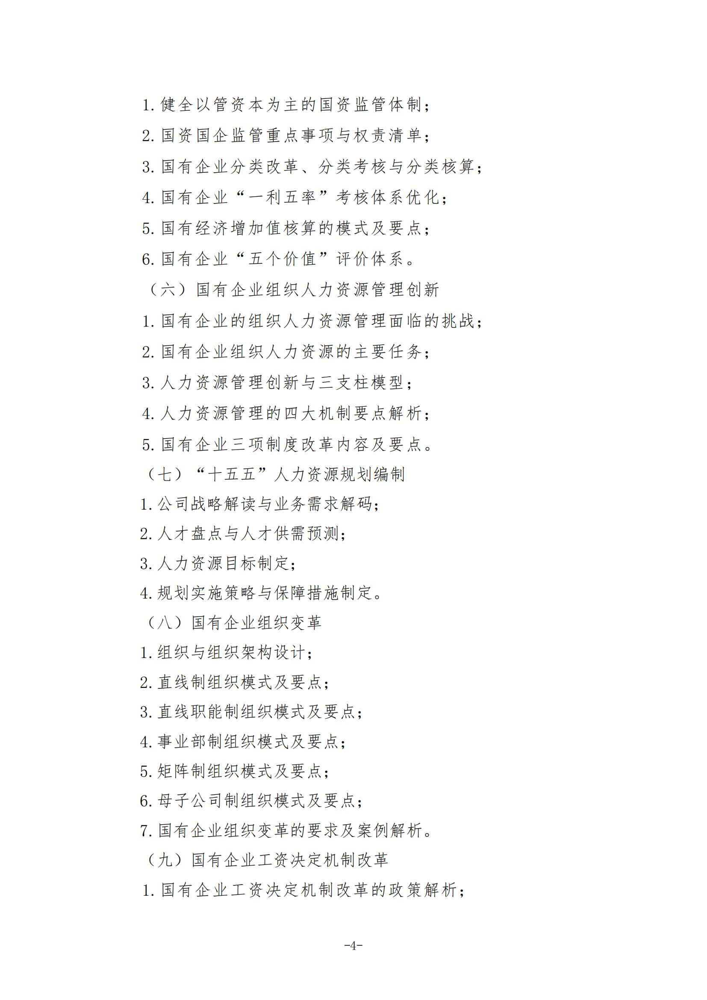 1.健全以管资本为主的国资监管体制；
2.国资国企监管重点事项与权责清单；
3.国有企业分类改革、分类考核与分类核算；
4.国有企业“一利五率”考核体系优化；
5.国有经济增加值核算的模式及要点；
6.国有企业“五个价值”评价体系。
（六）国有企业组织人力资源管理创新
1.国有企业的组织人力资源管理面临的挑战；
2.国有企业组织人力资源的主要任务；
3.人力资源管理创新与三支柱模型；
4.人力资源管理的四大机制要点解析；
5.国有企业三项制度改革内容及要点。
（七）“十五五”人力资源规划编制
1.公司战略解读与业务需求解码；
2.人才盘点与人才供需预测；
3.人力资源目标制定；
4.规划实施策略与保障措施制定。
（八）国有企业组织变革
1.组织与组织架构设计；
2.直线制组织模式及要点；
3.直线职能制组织模式及要点；
4.事业部制组织模式及要点；
5.矩阵制组织模式及要点；
6.母子公司制组织模式及要点；
7.国有企业组织变革的要求及案例解析。
（九）国有企业工资决定机制改革
1.国有企业工资决定机制改革的政策解析；
-4-